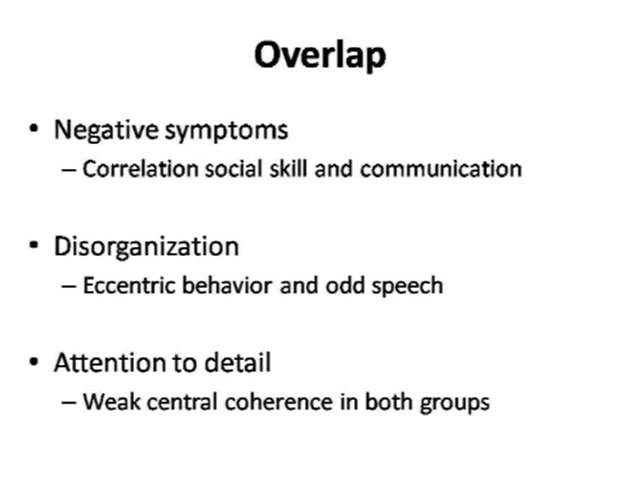 Overlap
• Negative symptoms
– Correlation social skill and communication
• Disorganization
– Eccentric behavior and odd speech
• Attention to detail
– Weak central coherence in both groups